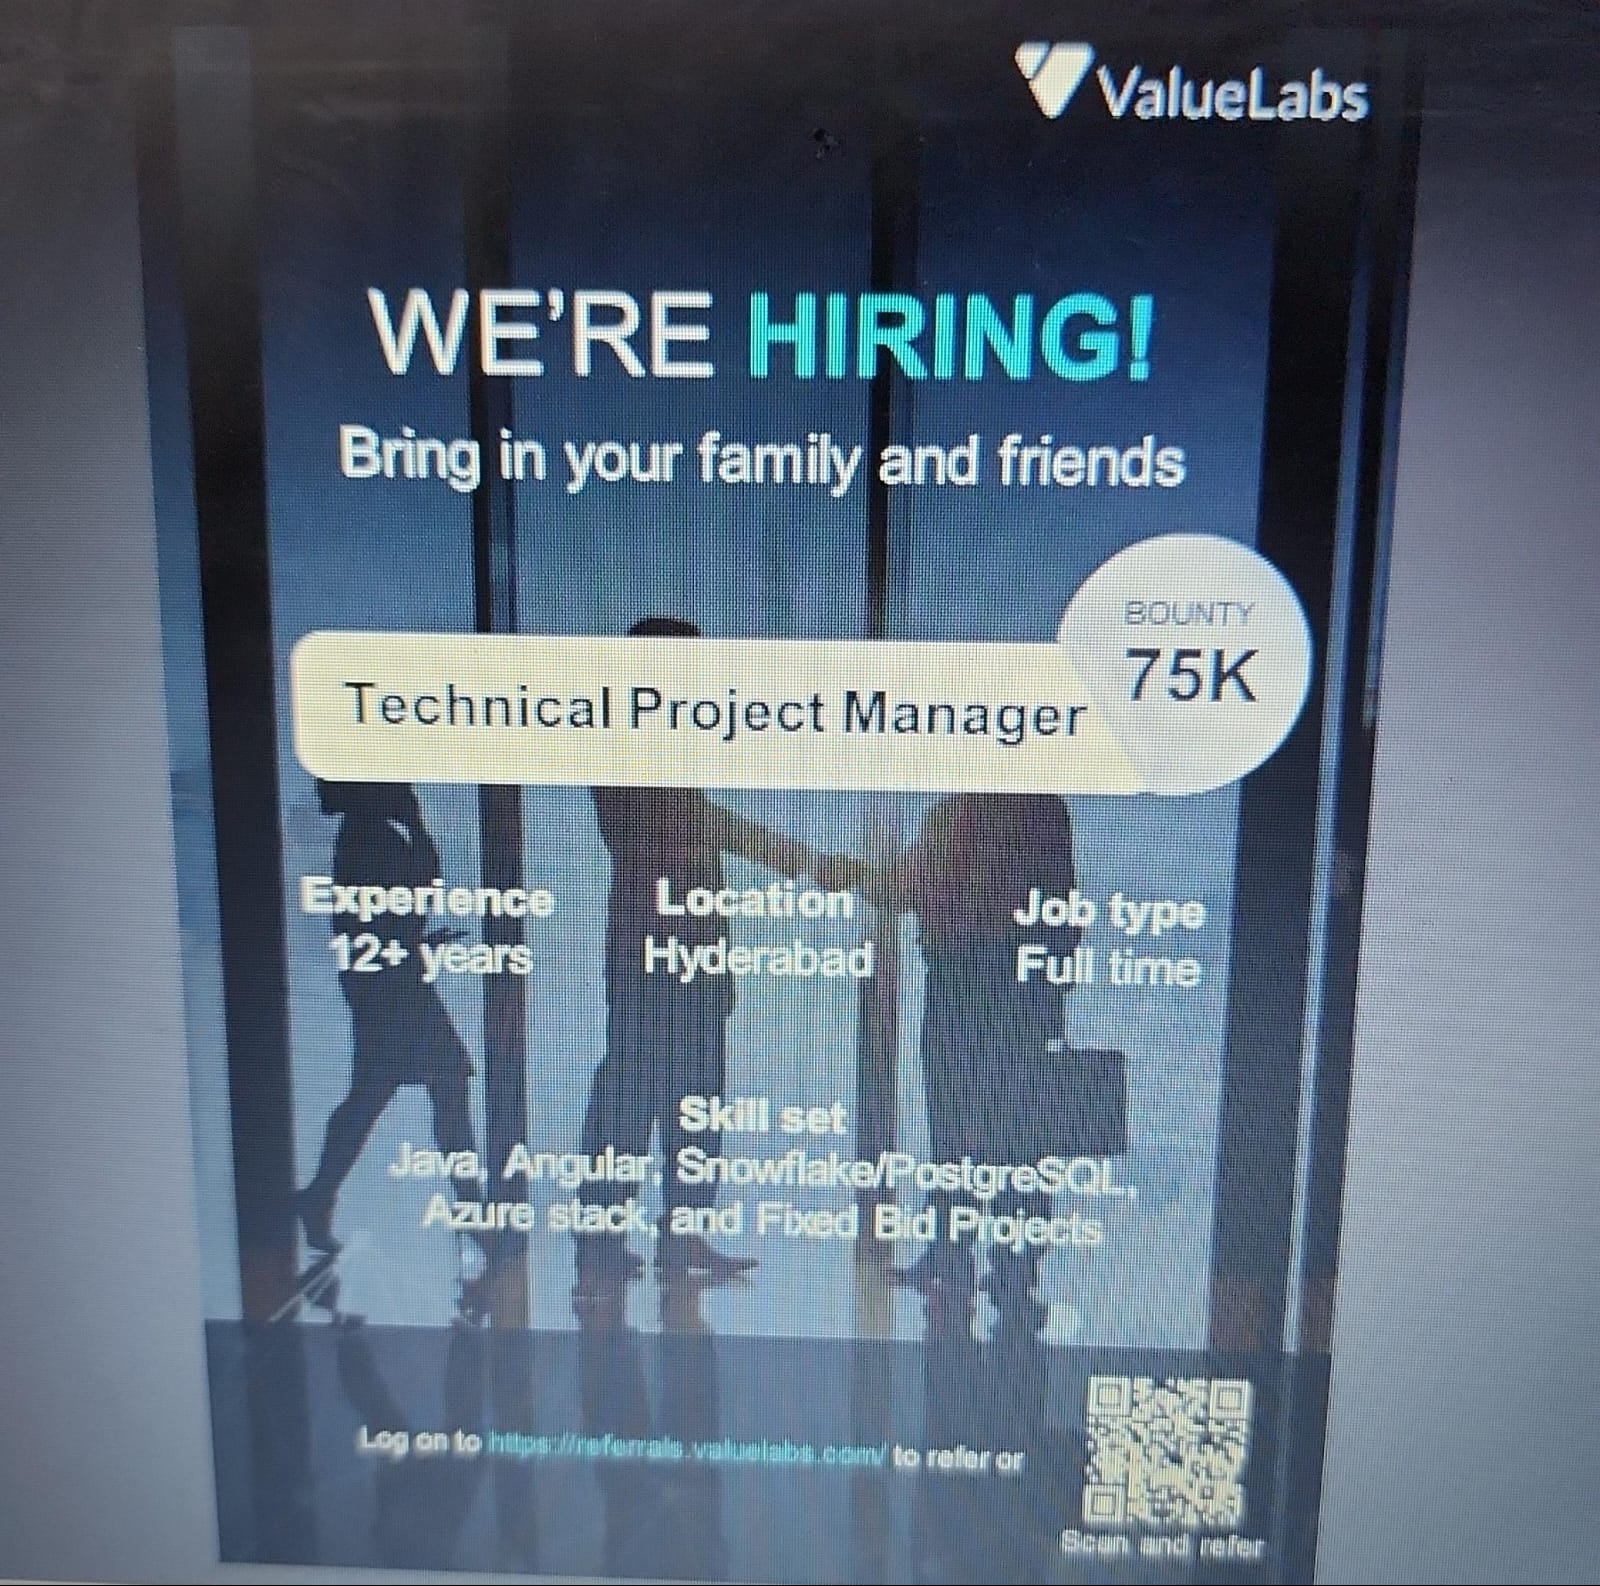 ValueLabs
WE'RE HIRING!
Bring in your family and friends
BOUNTY
75K
Technical Project Manager
Experience
12+ years
Location
Hyderabad
Job type
Full time
Skill set
Java, Angular, Snowflake/PostgreSQL,
Azure stack, and Fixed Bid Projects
Log on to https://referrals.valuelabs.com/ to refer or
Scan and refer